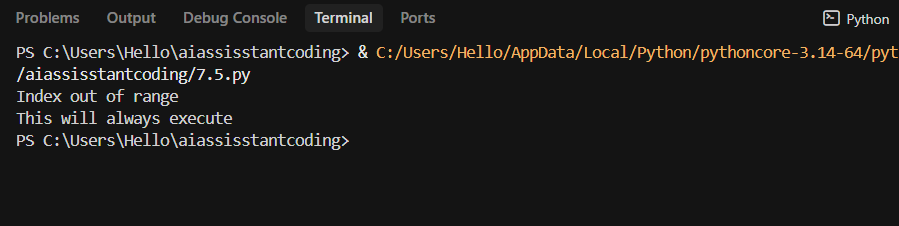 Problems Output Debug Console Terminal Ports Python
PS C:\Users\Hello\aiassisstantcoding> & C:/Users/Hello/AppData/Local/Python/pythoncore-3.14-64/pyt
/aiassisstantcoding/7.5.py
Index out of range
This will always execute
PS C:\Users\Hello\aiassisstantcoding>